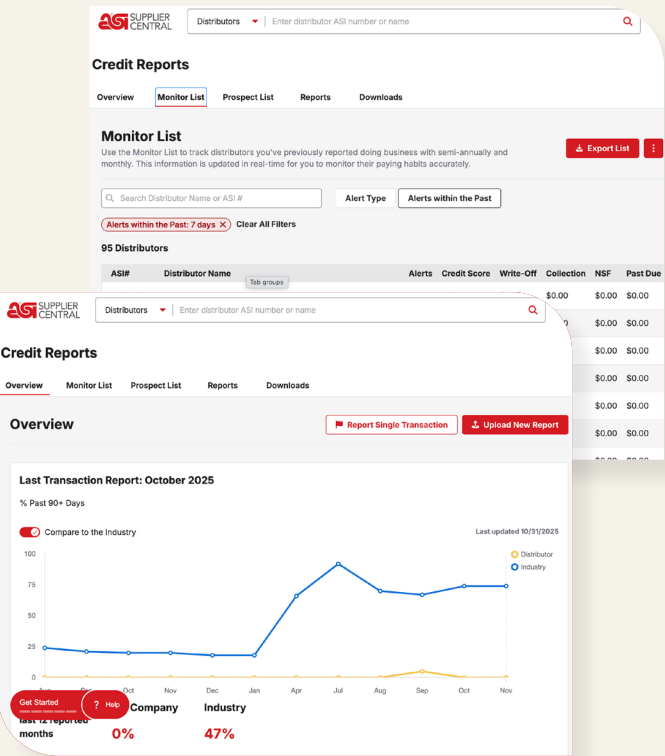 ASI SUPPLIER CENTRAL Distributors Enter distributor ASI number or name
Credit Reports
Overview Monitor List Prospect List Reports Downloads
Monitor List
Use the Monitor List to track distributors you've previously reported doing business with semi-annually and
monthly. This information is updated in real-time for you to monitor their paying habits accurately.
Export List
Search Distributor Name or ASI # Alert Type Alerts within the Past
Alerts within the Past: 7 days X Clear All Filters
95 Distributors
ASI# Distributor Name Alerts Credit Score Write-Off Collection NSF Past Due
Tab groups
$0.00 $0.00 $0.00
$0.00 $0.00
$0.00 $0.00
$0.00 $0.00
$0.00 $0.00
$0.00 $0.00
ASI SUPPLIER CENTRAL Distributors Enter distributor ASI number or name
Credit Reports
Overview Monitor List Prospect List Reports Downloads
Overview
Report Single Transaction Upload New Report
Last Transaction Report: October 2025
% Past 90+ Days
Compare to the Industry Last updated 10/31/2025
Distributor
Industry
100
75
50
25
0
Oct Nov Dec Jan Apr Jul Aug Sep Oct Nov
Get Started ? Help
Company Industry
last 12 reported
months 0% 47%